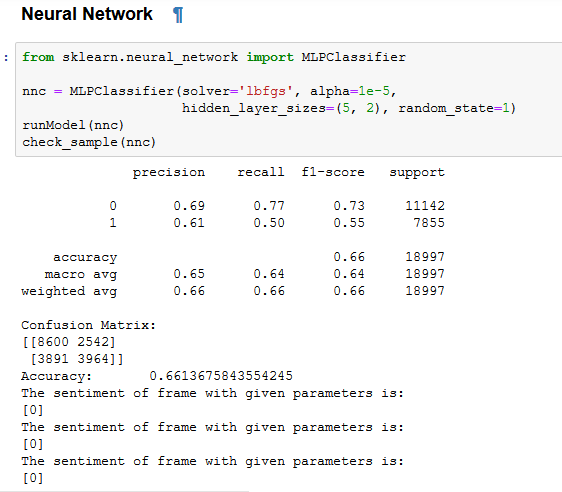 Neural Network ¶
: from sklearn.neural_network import MLPClassifier
nnc = MLPClassifier(solver='lbfgs', alpha=1e-5,
hidden_layer_sizes=(5, 2), random_state=1)
runModel(nnc)
check_sample(nnc)
precision recall f1-score support
0 0.69 0.77 0.73 11142
1 0.61 0.50 0.55 7855
accuracy 0.66 18997
macro avg 0.65 0.64 0.64 18997
weighted avg 0.66 0.66 0.66 18997
Confusion Matrix:
[[8600 2542]
[3891 3964]]
Accuracy: 0.6613675843554245
The sentiment of frame with given parameters is:
[0]
The sentiment of frame with given parameters is:
[0]
The sentiment of frame with given parameters is:
[0]